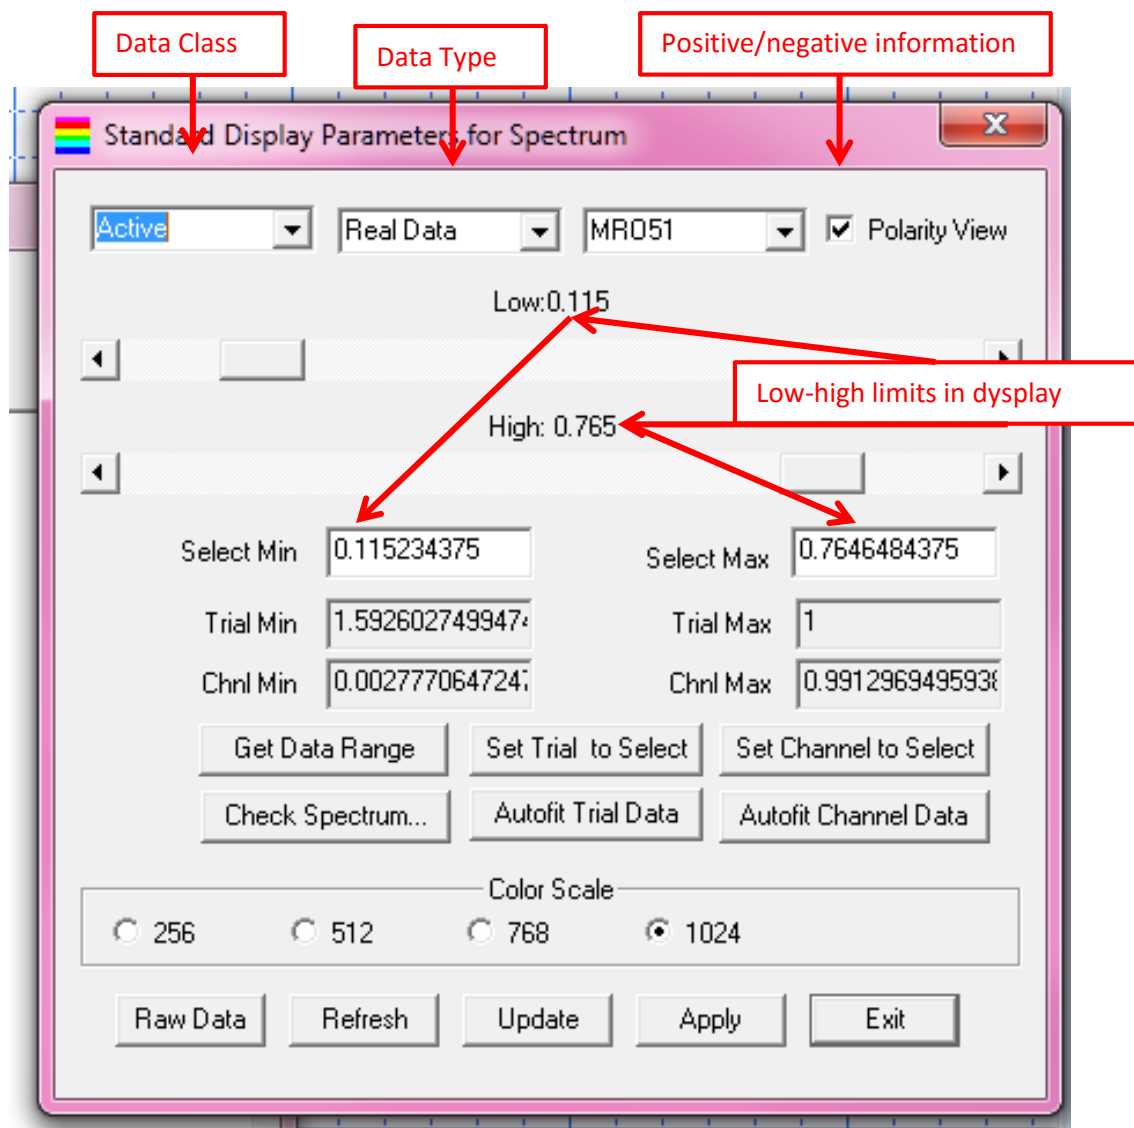 Data Class
Data Type
Positive/negative information
Standard Display Parameters for Spectrum
Active
Real Data
MRO51
Polarity View
Low:0.115
Low-high limits in dysplay
High: 0.765
Select Min 0.115234375
Select Max 0.7646484375
Trial Min 1.5926027499474
Trial Max 1
Chnl Min 0.0027770647247
Chnl Max 0.991296949593
Get Data Range
Set Trial to Select
Set Channel to Select
Check Spectrum...
Autofit Trial Data
Autofit Channel Data
Color Scale
256 512 768 1024
Raw Data Refresh Update Apply Exit